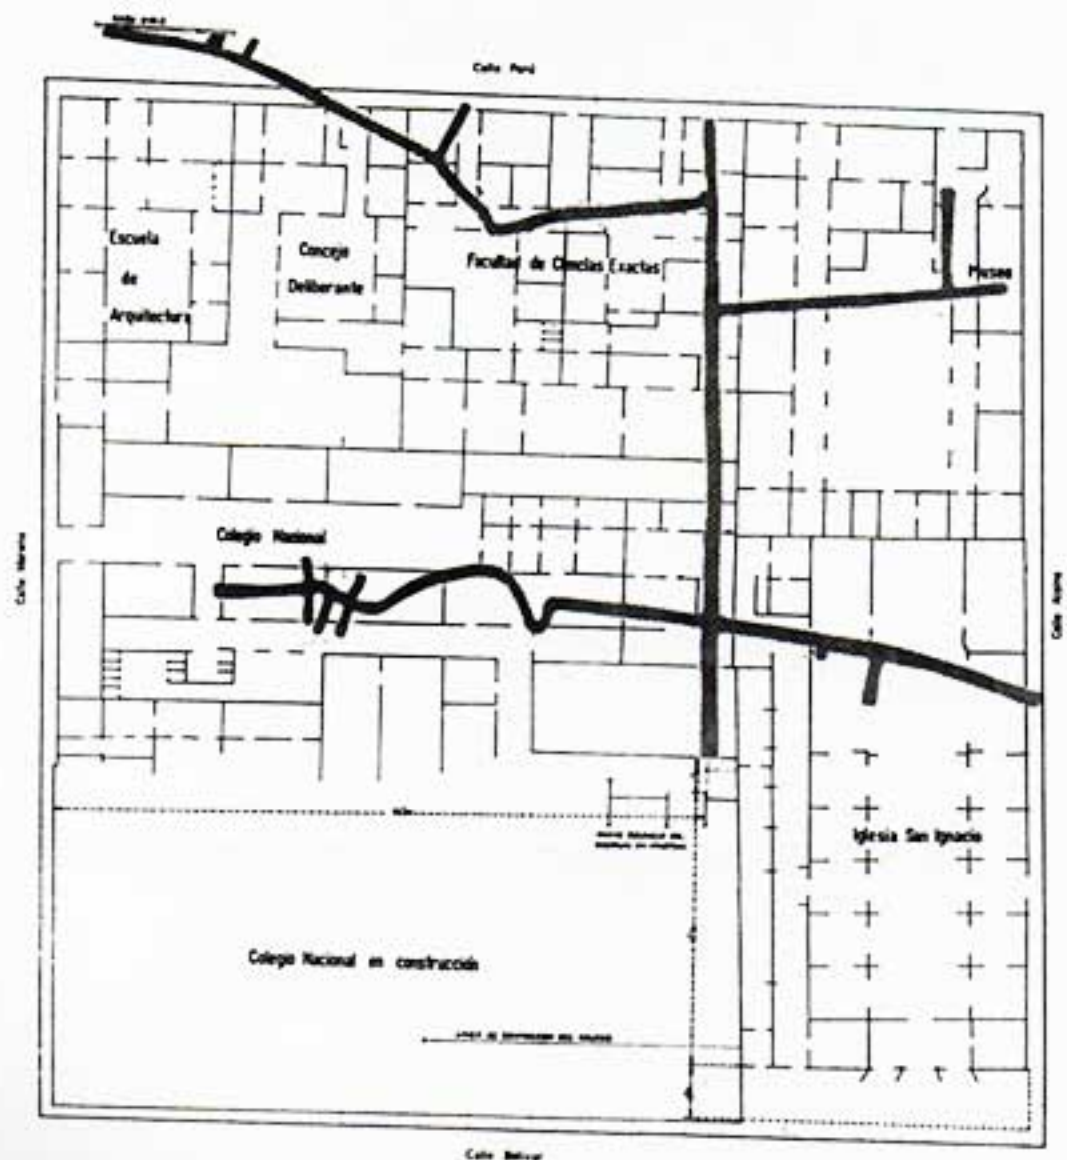 Calle Perú
Escuela
de
Arquitectura
Concejo
Deliberante
Facultad de Ciencias Exactas
Museo
Colegio Nacional
Calle Moreno
Calle Alsina
Iglesia San Ignacio
Colegio Nacional en construcción
Calle Bolivar